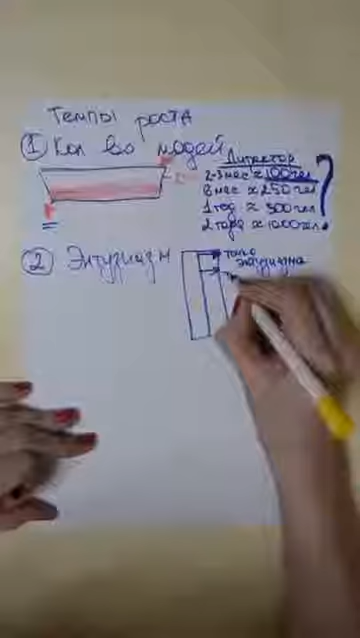 Темпы роста
① Кол во людей
Директор
2-3 мес ≈ 100 чел
6 мес ≈ 250 чел
1 год ≈ 500 чел
2 года ≈ 1000 чел
② Энтузиазм
энтузиазма